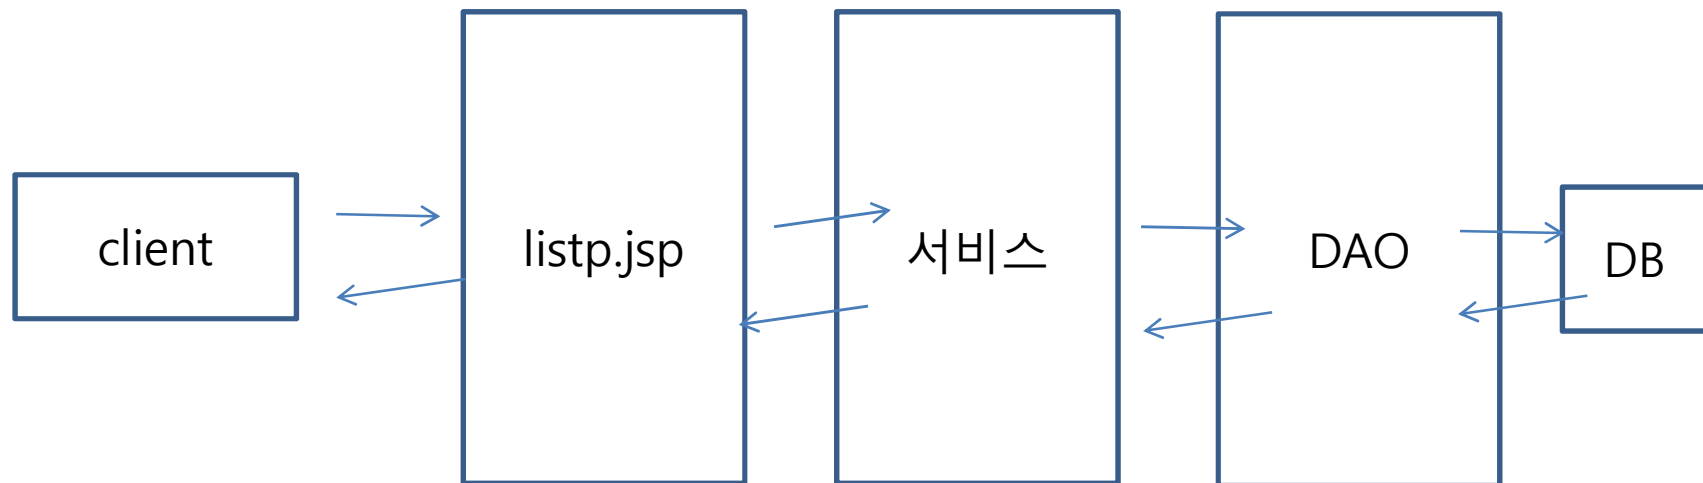 client
listp.jsp
서비스
DAO
DB